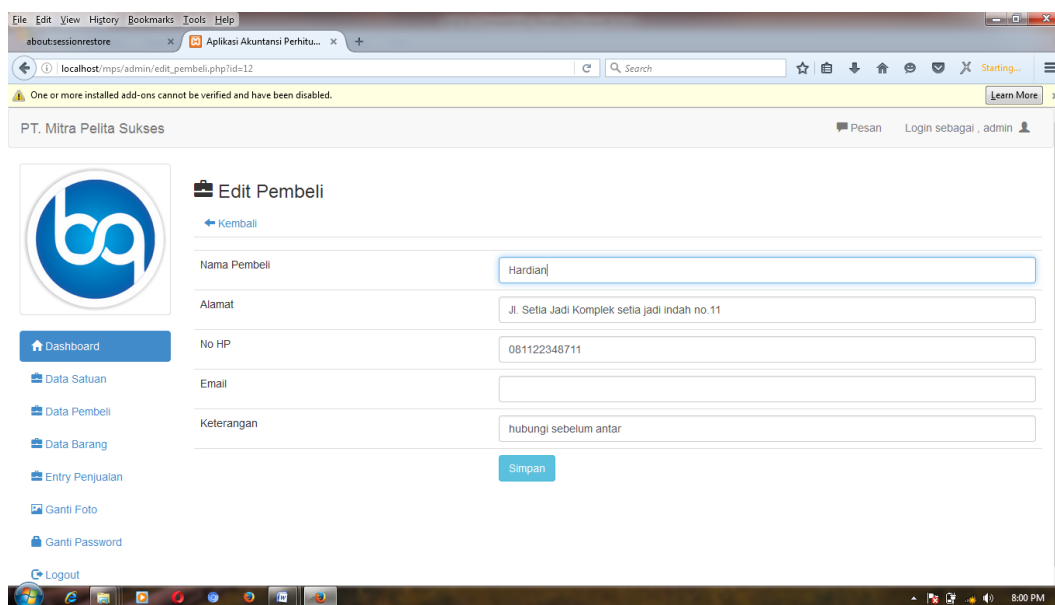 File Edit View History Bookmarks Tools Help
about:sessionrestore
Aplikasi Akuntansi Perhitu...
localhost/mps/admin/edit_pembeli.php?id=12
Search
Starting...
One or more installed add-ons cannot be verified and have been disabled.
Learn More
PT. Mitra Pelita Sukses
Pesan
Login sebagai , admin
bq
Edit Pembeli
Kembali
Nama Pembeli
Hardian
Alamat
Jl. Setia Jadi Komplek setia jadi indah no.11
No HP
081122348711
Email
Keterangan
hubungi sebelum antar
Simpan
Dashboard
Data Satuan
Data Pembeli
Data Barang
Entry Penjualan
Ganti Foto
Ganti Password
Logout
8:00 PM